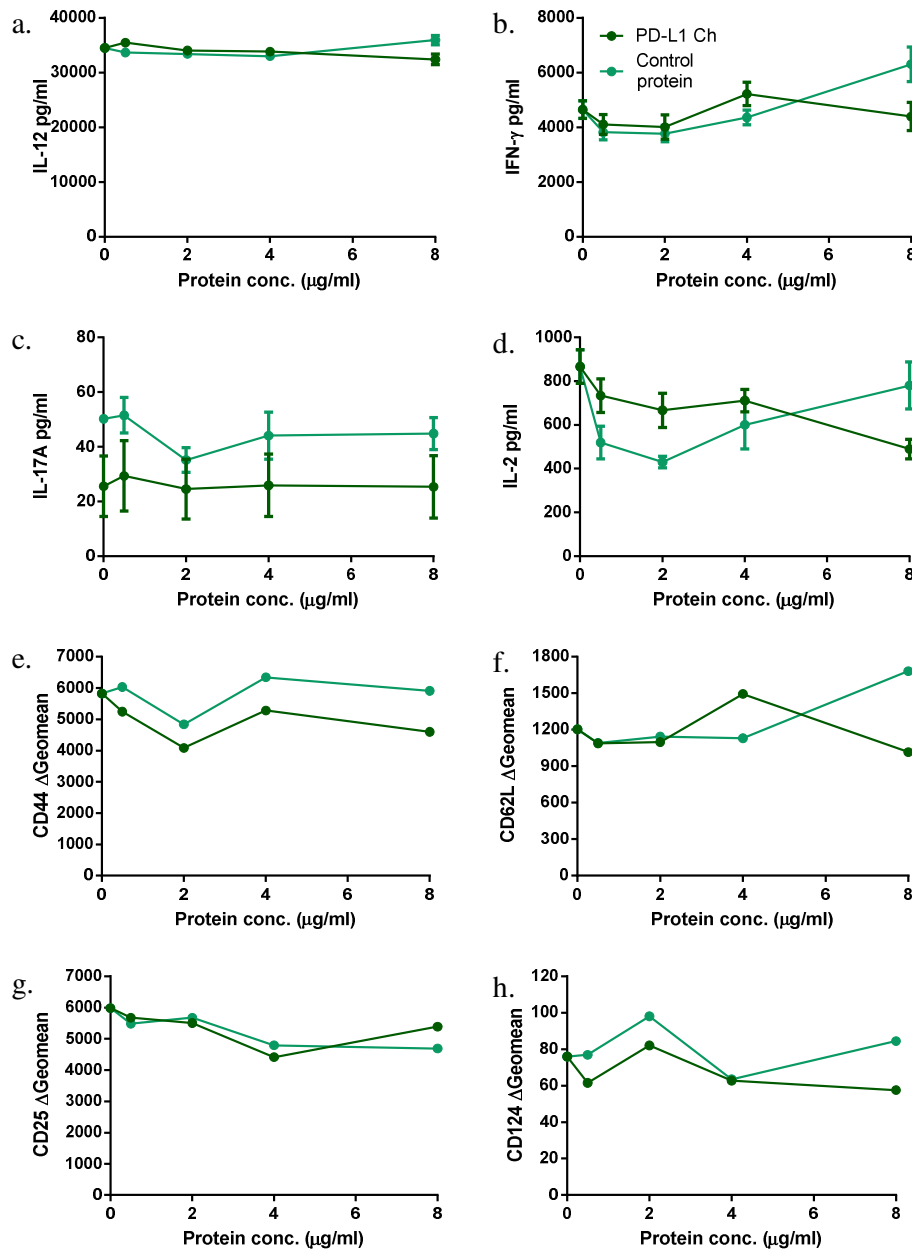 a.
40000
30000
20000
10000
0
IL-12 pg/ml
0 2 4 6 8
Protein conc. (μg/ml)
b.
8000
6000
4000
2000
0
IFN-γ pg/ml
PD-L1 Ch
Control
protein
0 2 4 6 8
Protein conc. (μg/ml)
c.
80
60
40
20
0
IL-17A pg/ml
0 2 4 6 8
Protein conc. (μg/ml)
d.
1000
800
600
400
200
0
IL-2 pg/ml
0 2 4 6 8
Protein conc. (μg/ml)
e.
7000
6000
5000
4000
3000
2000
1000
0
CD44 ΔGeomean
0 2 4 6 8
Protein conc. (μg/ml)
f.
1800
1500
1200
900
600
300
0
CD62L ΔGeomean
0 2 4 6 8
Protein conc. (μg/ml)
g.
7000
6000
5000
4000
3000
2000
1000
0
CD25 ΔGeomean
0 2 4 6 8
Protein conc. (μg/ml)
h.
120
100
80
60
40
20
0
CD124 ΔGeomean
0 2 4 6 8
Protein conc. (μg/ml)